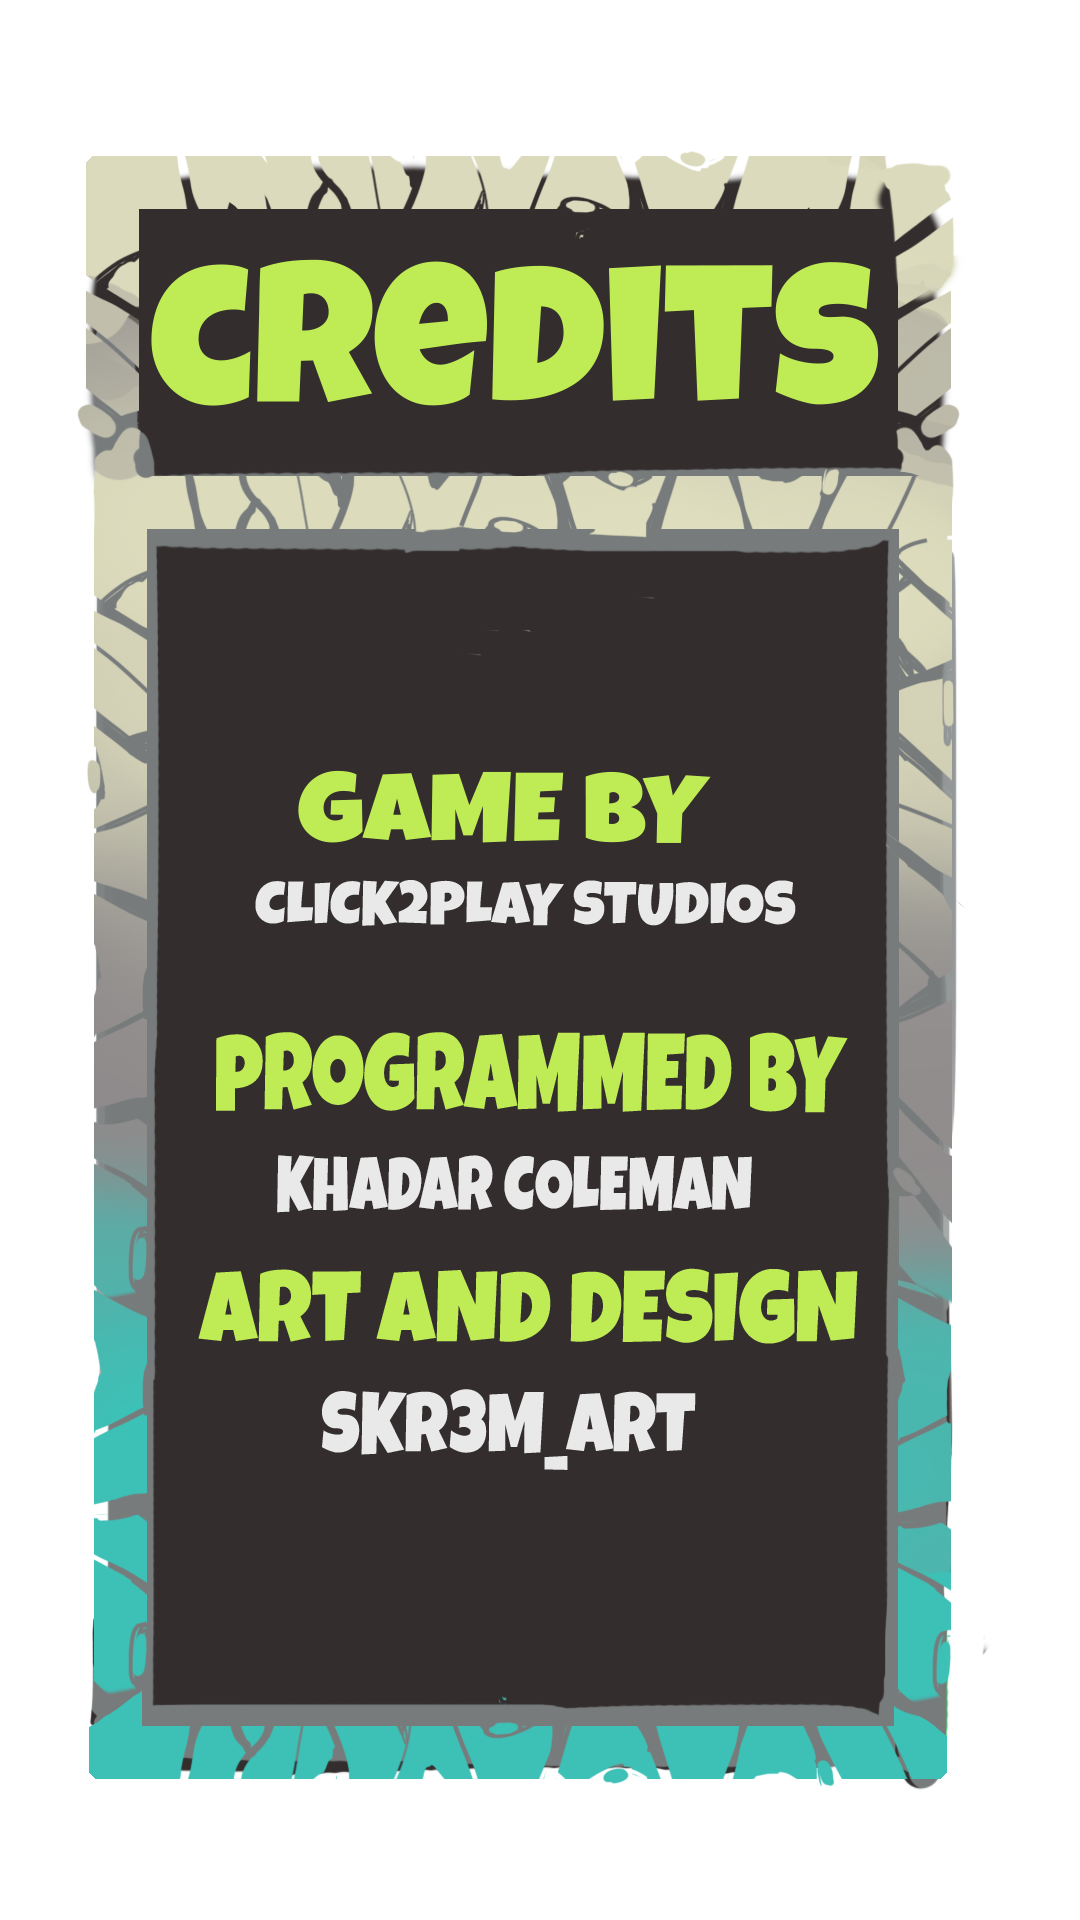 CReDITS
GAME BY
CLICK2PLAY STUDIOS
PROGRAMMED BY
KHADAR COLEMAN
ART AND DESIGN
SKR3M_ART